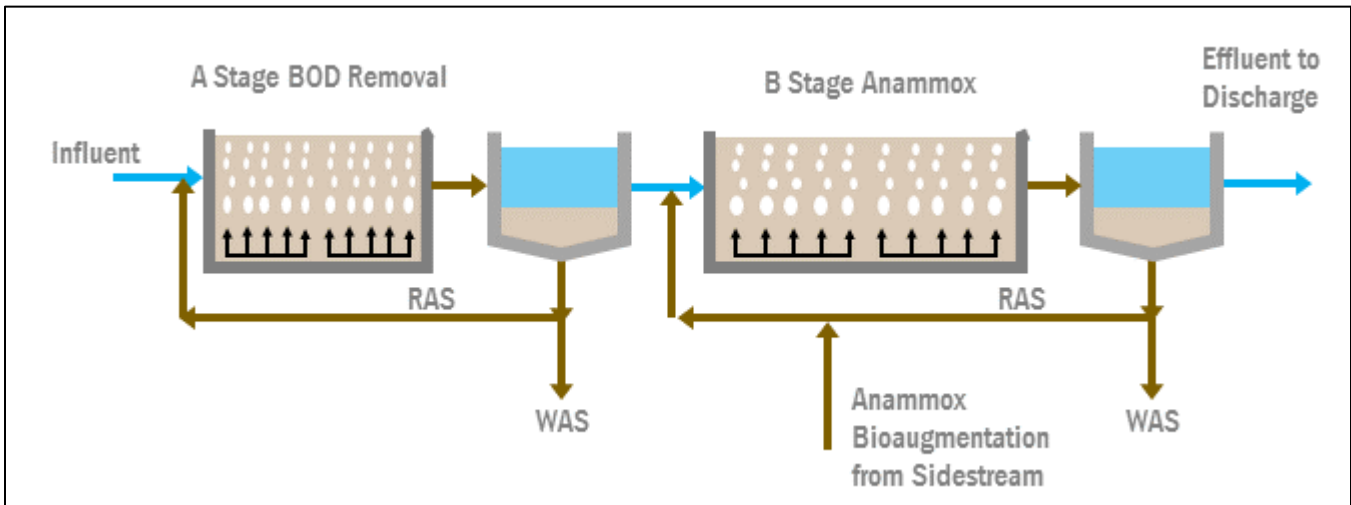 A Stage BOD Removal
B Stage Anammox
Effluent to
Discharge
Influent
RAS
RAS
WAS
Anammox
Bioaugmentation
from Sidestream
WAS